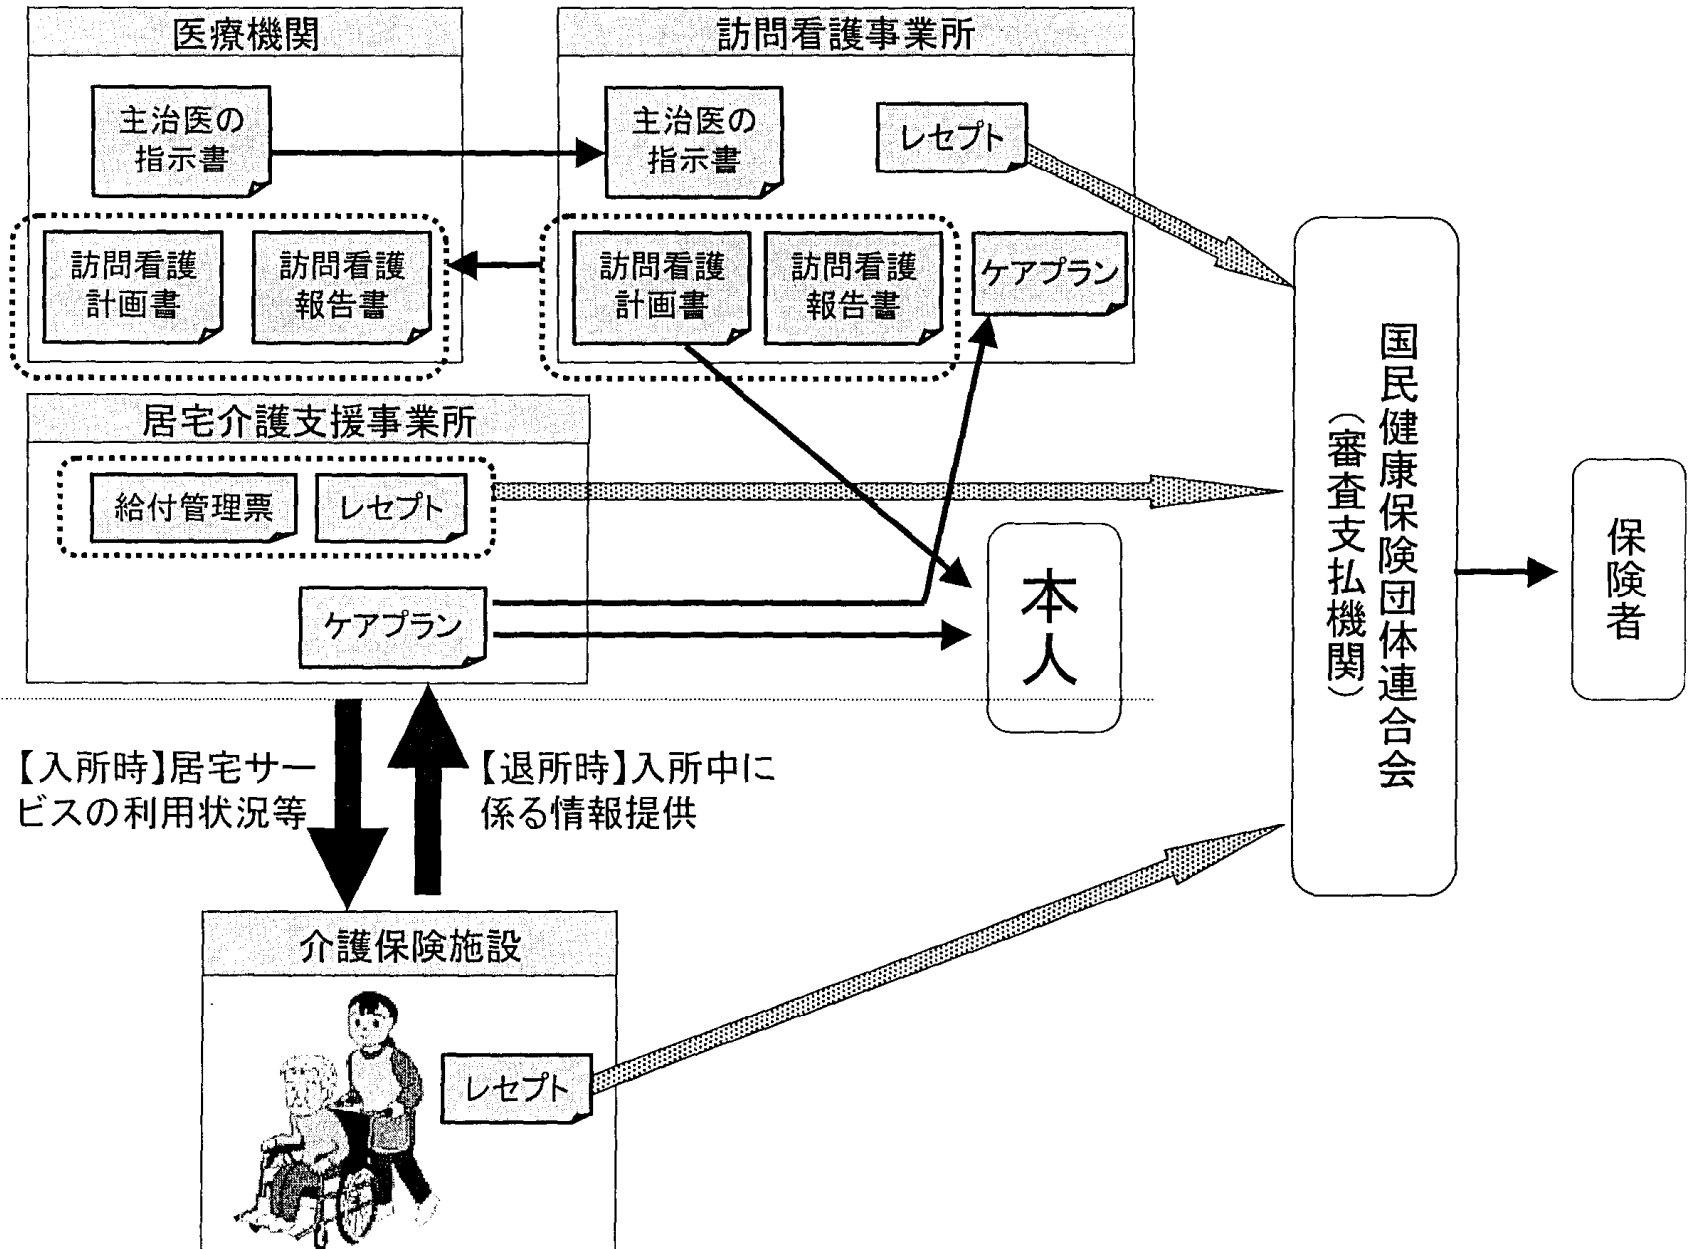 医療機関
主治医の
指示書
訪問看護
計画書
訪問看護
報告書
訪問看護事業所
主治医の
指示書
レセプト
訪問看護
計画書
訪問看護
報告書
ケアプラン
居宅介護支援事業所
給付管理票
レセプト
ケアプラン
本人
国民健康保険団体連合会
(審査支払機関)
保険者
【入所時】居宅サー
ビスの利用状況等
【退所時】入所中に
係る情報提供
介護保険施設
レセプト